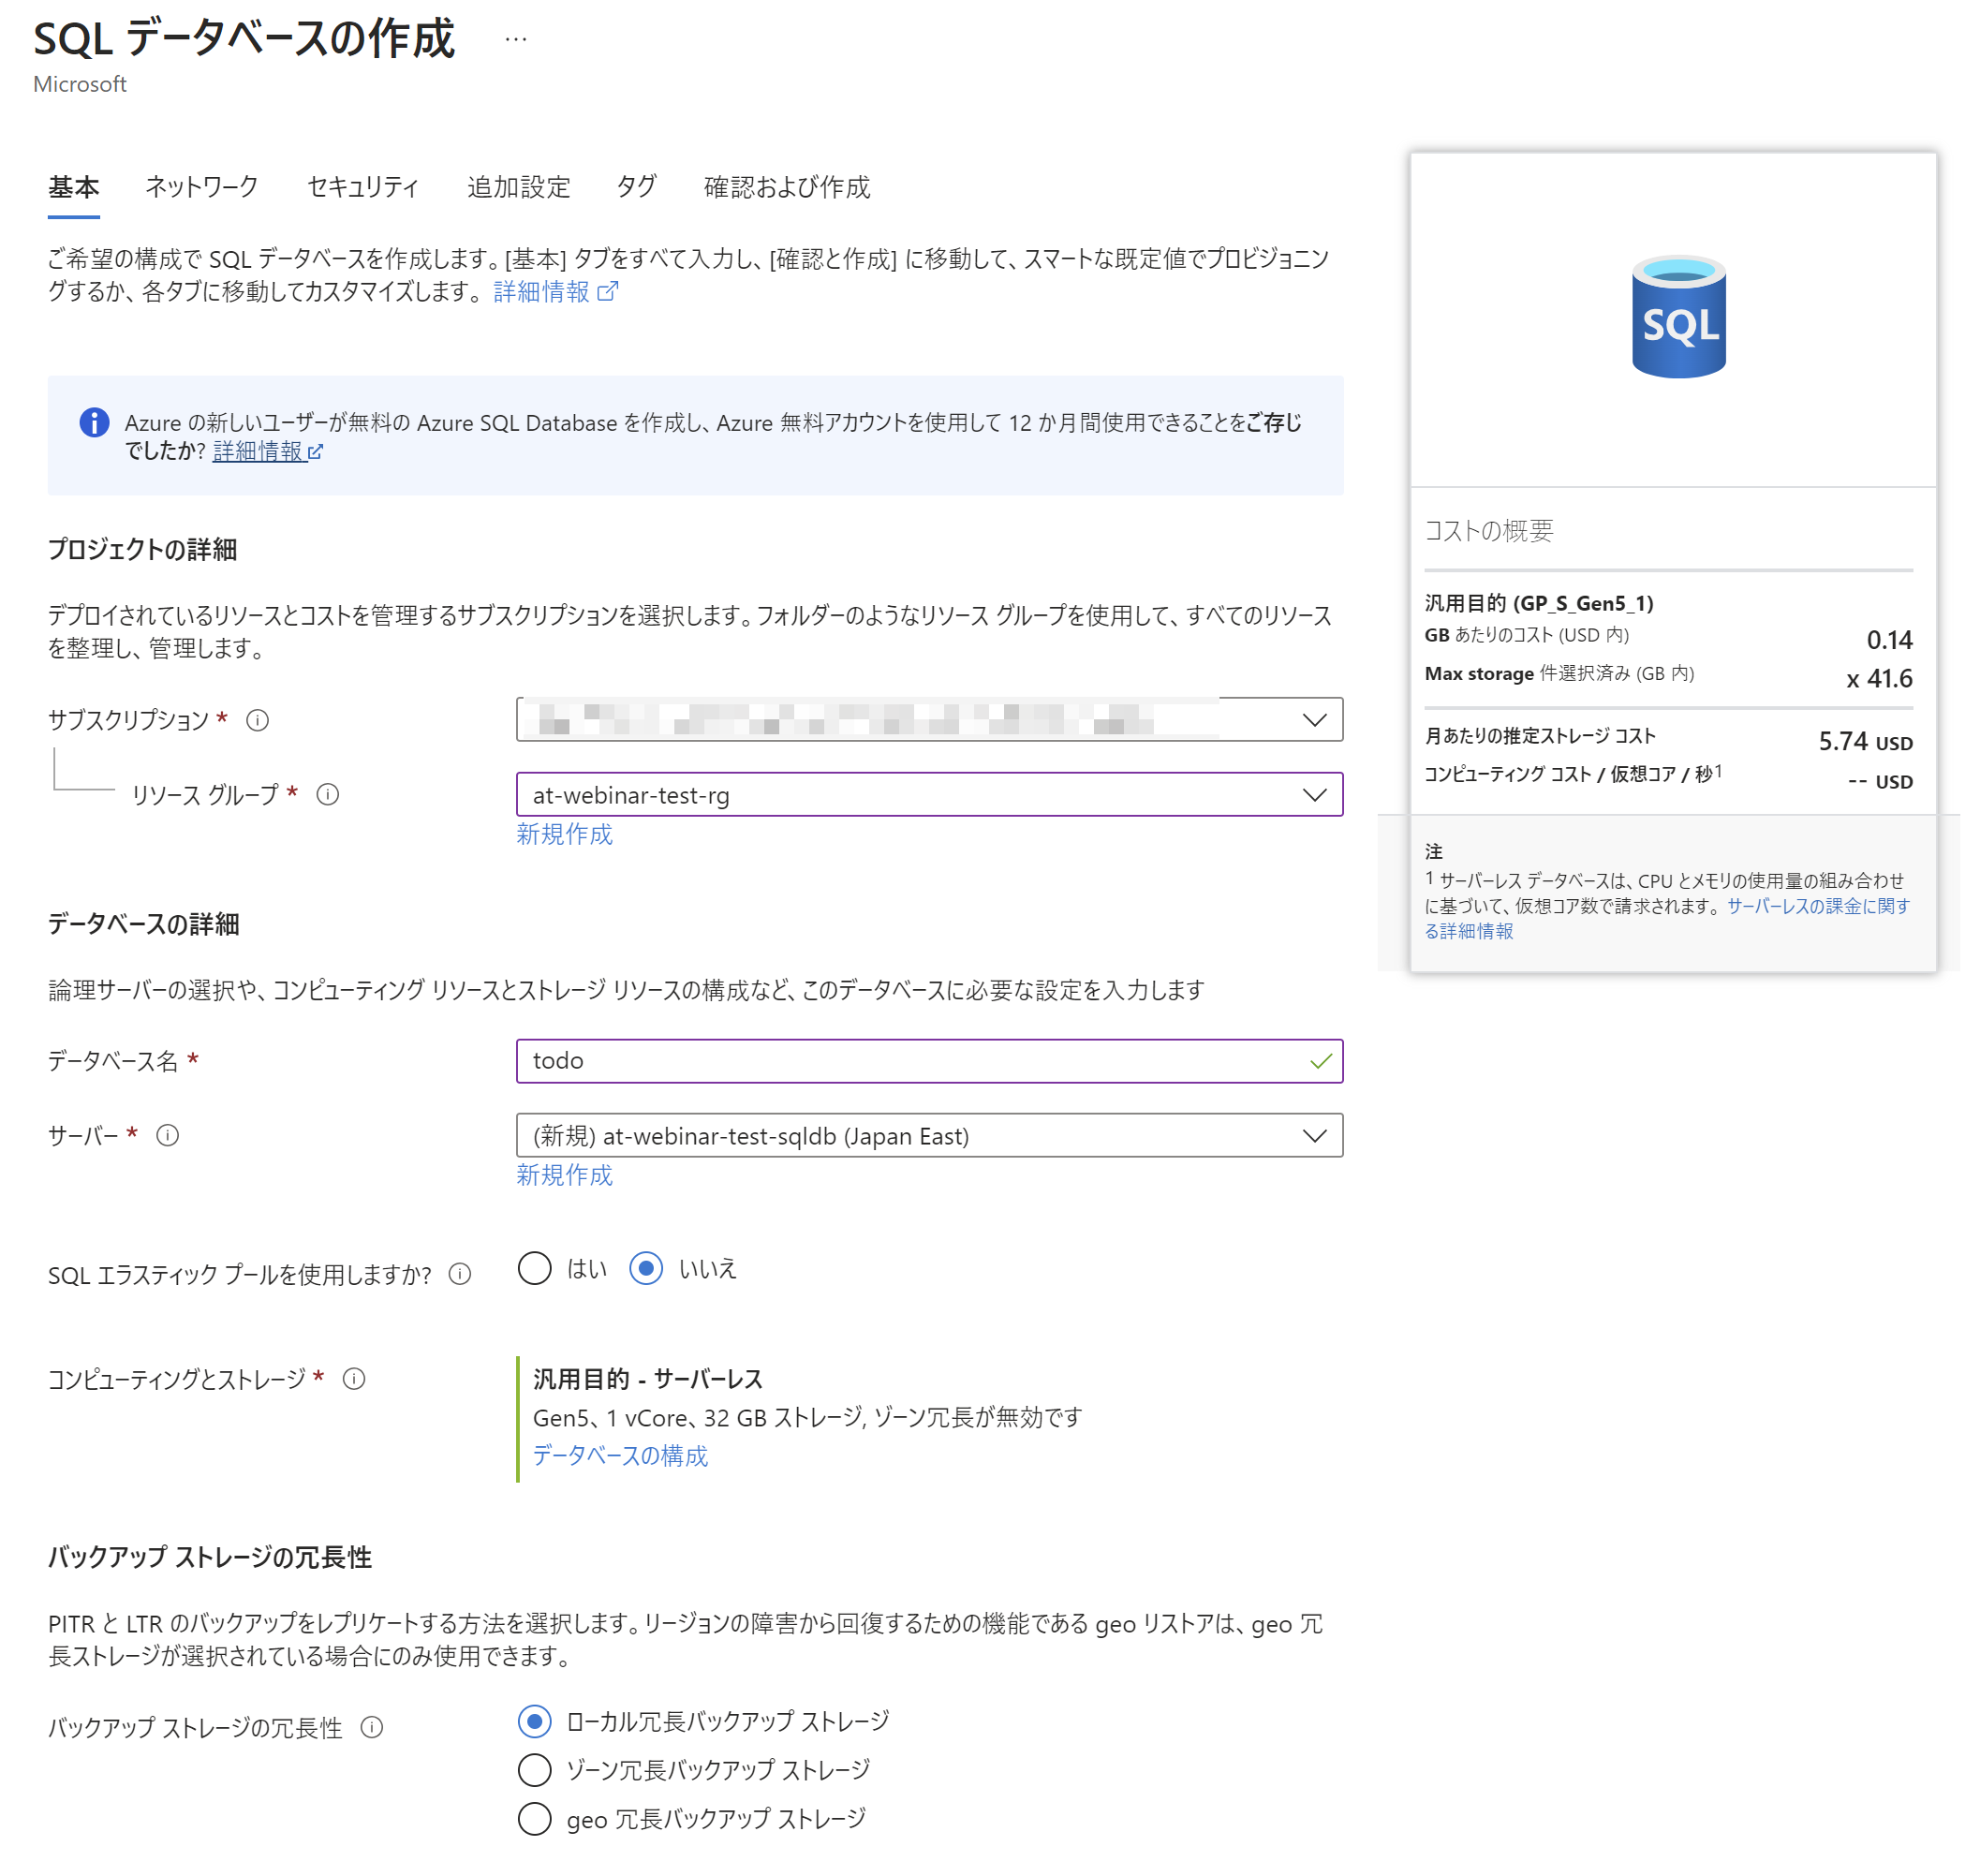 SQL データベースの作成 …
Microsoft
基本 ネットワーク セキュリティ 追加設定 タグ 確認および作成
ご希望の構成で SQL データベースを作成します。[基本] タブをすべて入力し、[確認と作成] に移動して、スマートな既定値でプロビジョニン
グするか、各タブに移動してカスタマイズします。 詳細情報
Azure の新しいユーザーが無料の Azure SQL Database を作成し、Azure 無料アカウントを使用して 12 か月間使用できることをご存じ
でしたか? 詳細情報
プロジェクトの詳細
デプロイされているリソースとコストを管理するサブスクリプションを選択します。フォルダーのようなリソース グループを使用して、すべてのリソース
を整理し、管理します。
サブスクリプション *
リソース グループ * at-webinar-test-rg
新規作成
データベースの詳細
論理サーバーの選択や、コンピューティング リソースとストレージ リソースの構成など、このデータベースに必要な設定を入力します
データベース名 * todo
サーバー * (新規) at-webinar-test-sqldb (Japan East)
新規作成
SQL エラスティック プールを使用しますか? はい いいえ
コンピューティングとストレージ * 汎用目的 - サーバーレス
Gen5、1 vCore、32 GB ストレージ, ゾーン冗長が無効です
データベースの構成
バックアップ ストレージの冗長性
PITR と LTR のバックアップをレプリケートする方法を選択します。リージョンの障害から回復するための機能である geo リストアは、geo 冗
長ストレージが選択されている場合にのみ使用できます。
バックアップ ストレージの冗長性 ローカル冗長バックアップ ストレージ
ゾーン冗長バックアップ ストレージ
geo 冗長バックアップ ストレージ
SQL
コストの概要
汎用目的 (GP_S_Gen5_1)
GB あたりのコスト (USD 内) 0.14
Max storage 件選択済み (GB 内) x 41.6
月あたりの推定ストレージ コスト 5.74 USD
コンピューティング コスト / 仮想コア / 秒1 -- USD
注
1 サーバーレス データベースは、CPU とメモリの使用量の組み合わせ
に基づいて、仮想コア数で請求されます。 サーバーレスの課金に関す
る詳細情報